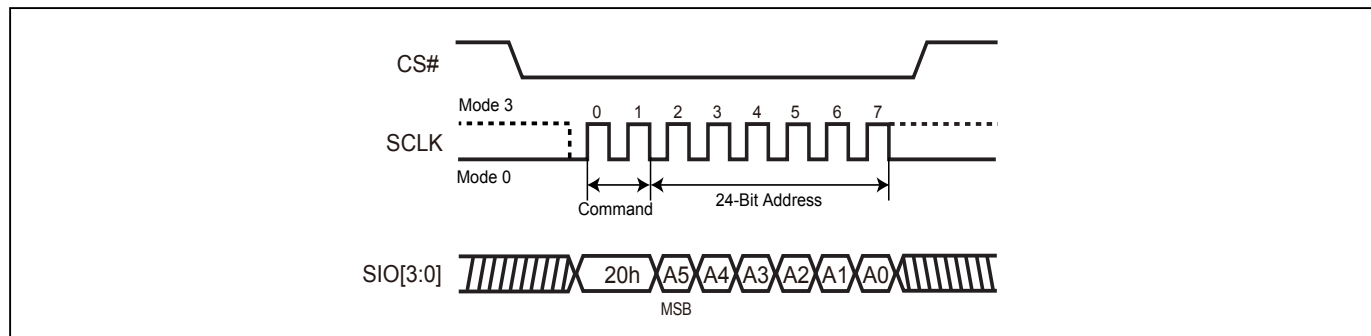 CS#
Mode 3
0 1 2 3 4 5 6 7
SCLK
Mode 0
Command
24-Bit Address
SIO[3:0]
20h A5 A4 A3 A2 A1 A0
MSB